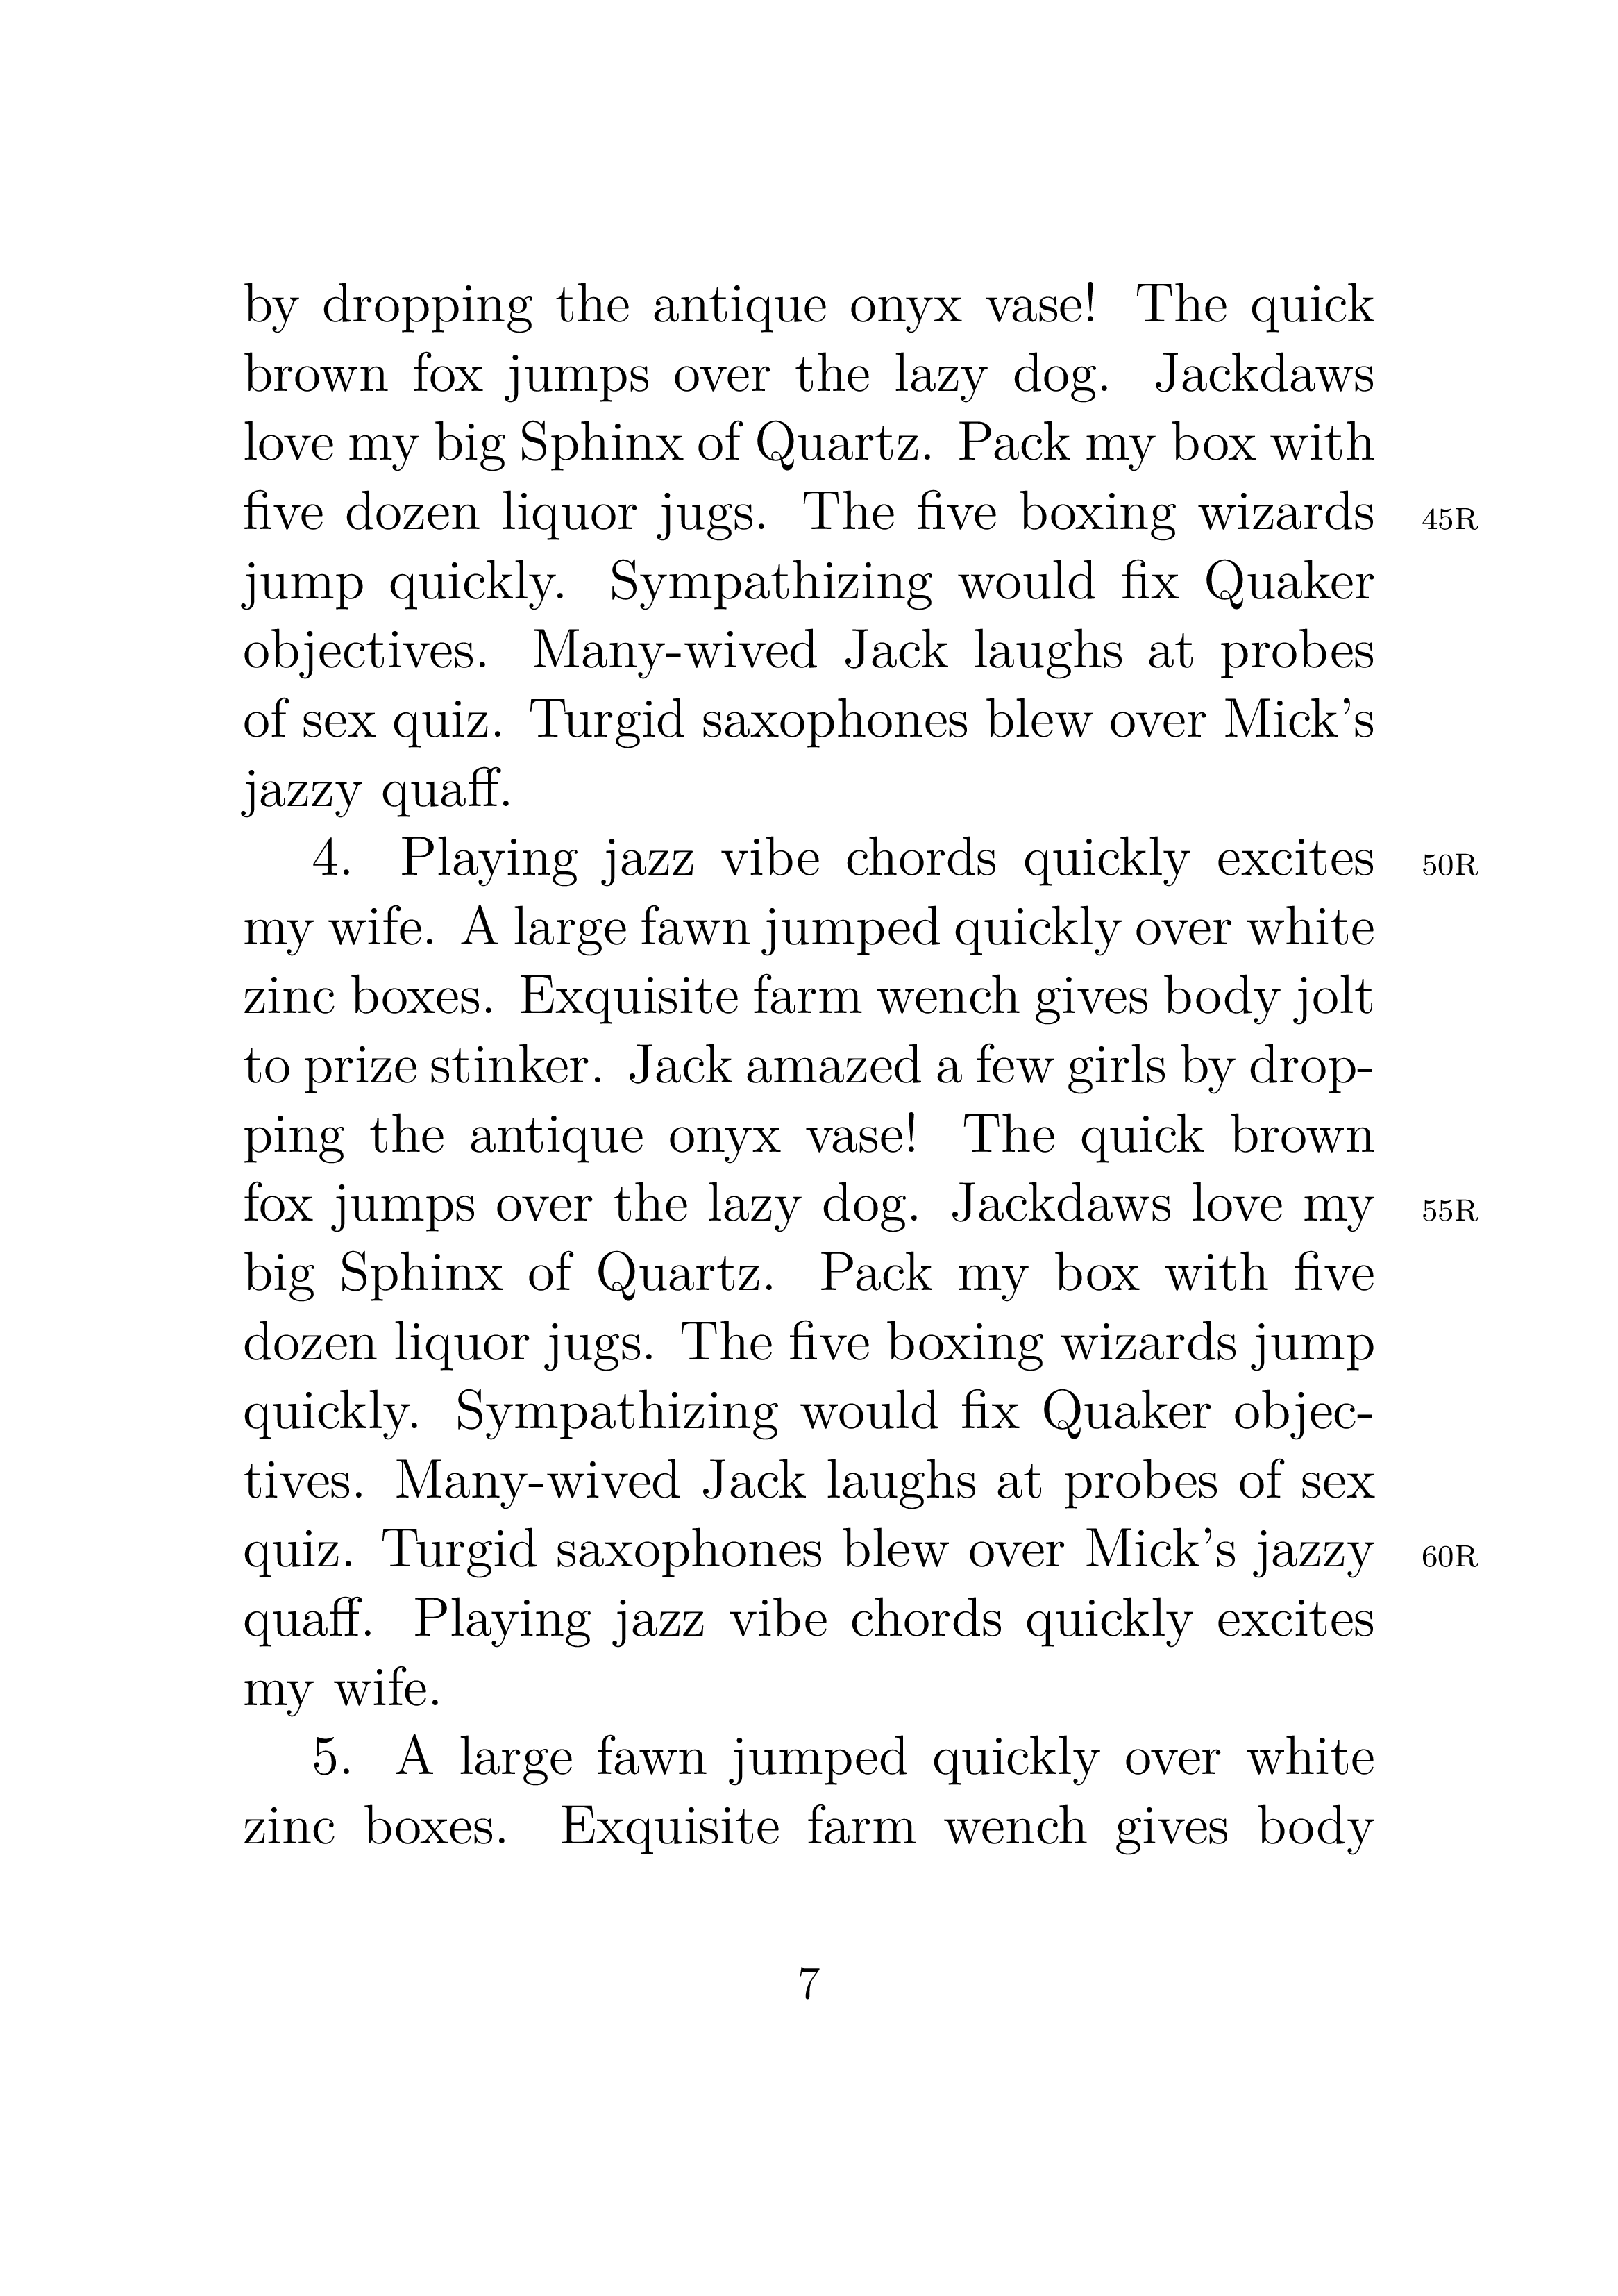 by dropping the antique onyx vase! The quick
brown fox jumps over the lazy dog. Jackdaws
love my big Sphinx of Quartz. Pack my box with
five dozen liquor jugs. The five boxing wizards 45R
jump quickly. Sympathizing would fix Quaker
objectives. Many-wived Jack laughs at probes
of sex quiz. Turgid saxophones blew over Mick's
jazzy quaff.
4. Playing jazz vibe chords quickly excites 50R
my wife. A large fawn jumped quickly over white
zinc boxes. Exquisite farm wench gives body jolt
to prize stinker. Jack amazed a few girls by drop-
ping the antique onyx vase! The quick brown
fox jumps over the lazy dog. Jackdaws love my 55R
big Sphinx of Quartz. Pack my box with five
dozen liquor jugs. The five boxing wizards jump
quickly. Sympathizing would fix Quaker objec-
tives. Many-wived Jack laughs at probes of sex
quiz. Turgid saxophones blew over Mick's jazzy 60R
quaff. Playing jazz vibe chords quickly excites
my wife.
5. A large fawn jumped quickly over white
zinc boxes. Exquisite farm wench gives body
7